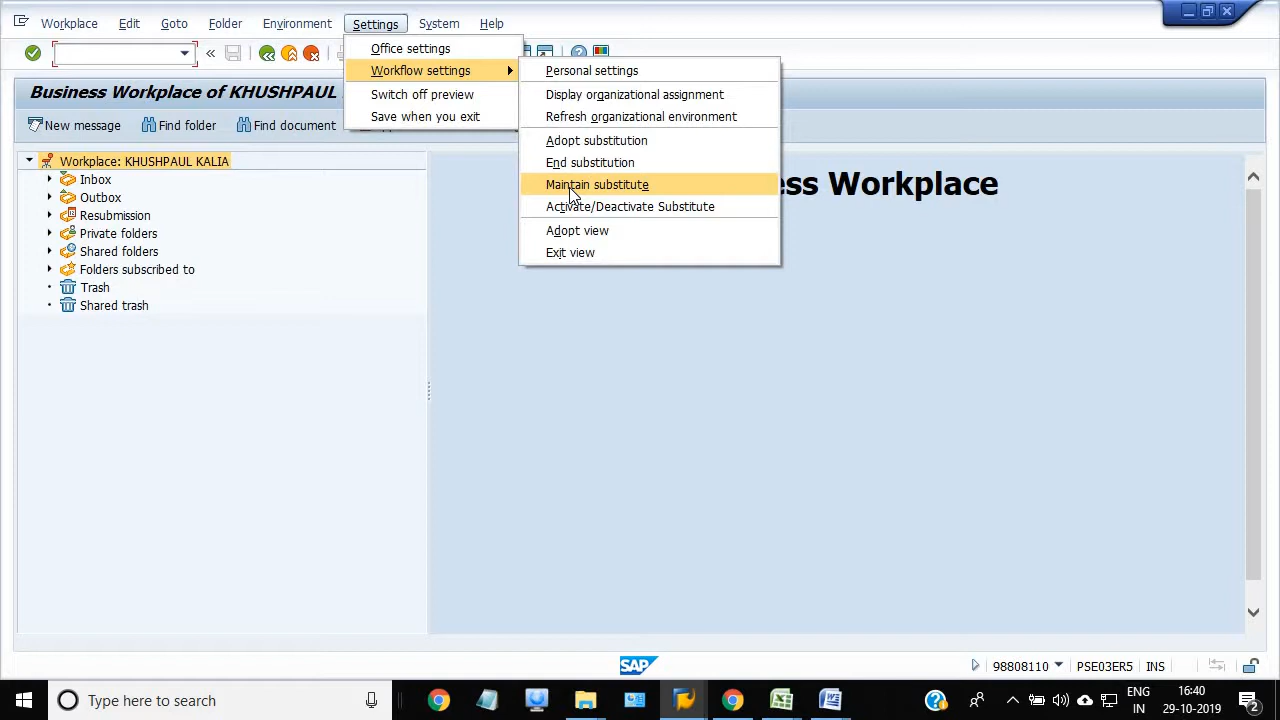 Workplace Edit Goto Folder Environment Settings System Help
«
Office settings
Workflow settings
Switch off preview
Save when you exit
Personal settings
Display organizational assignment
Refresh organizational environment
Adopt substitution
End substitution
Maintain substitute
Activate/Deactivate Substitute
Adopt view
Exit view
Business Workplace of KHUSHPAUL
New message Find folder Find document
Workplace: KHUSHPAUL KALIA
Inbox
Outbox
Resubmission
Private folders
Shared folders
Folders subscribed to
Trash
Shared trash
ess Workplace
SAP
98808110 PSE03ER5 INS
Type here to search
ENG
IN
16:40
29-10-2019
2